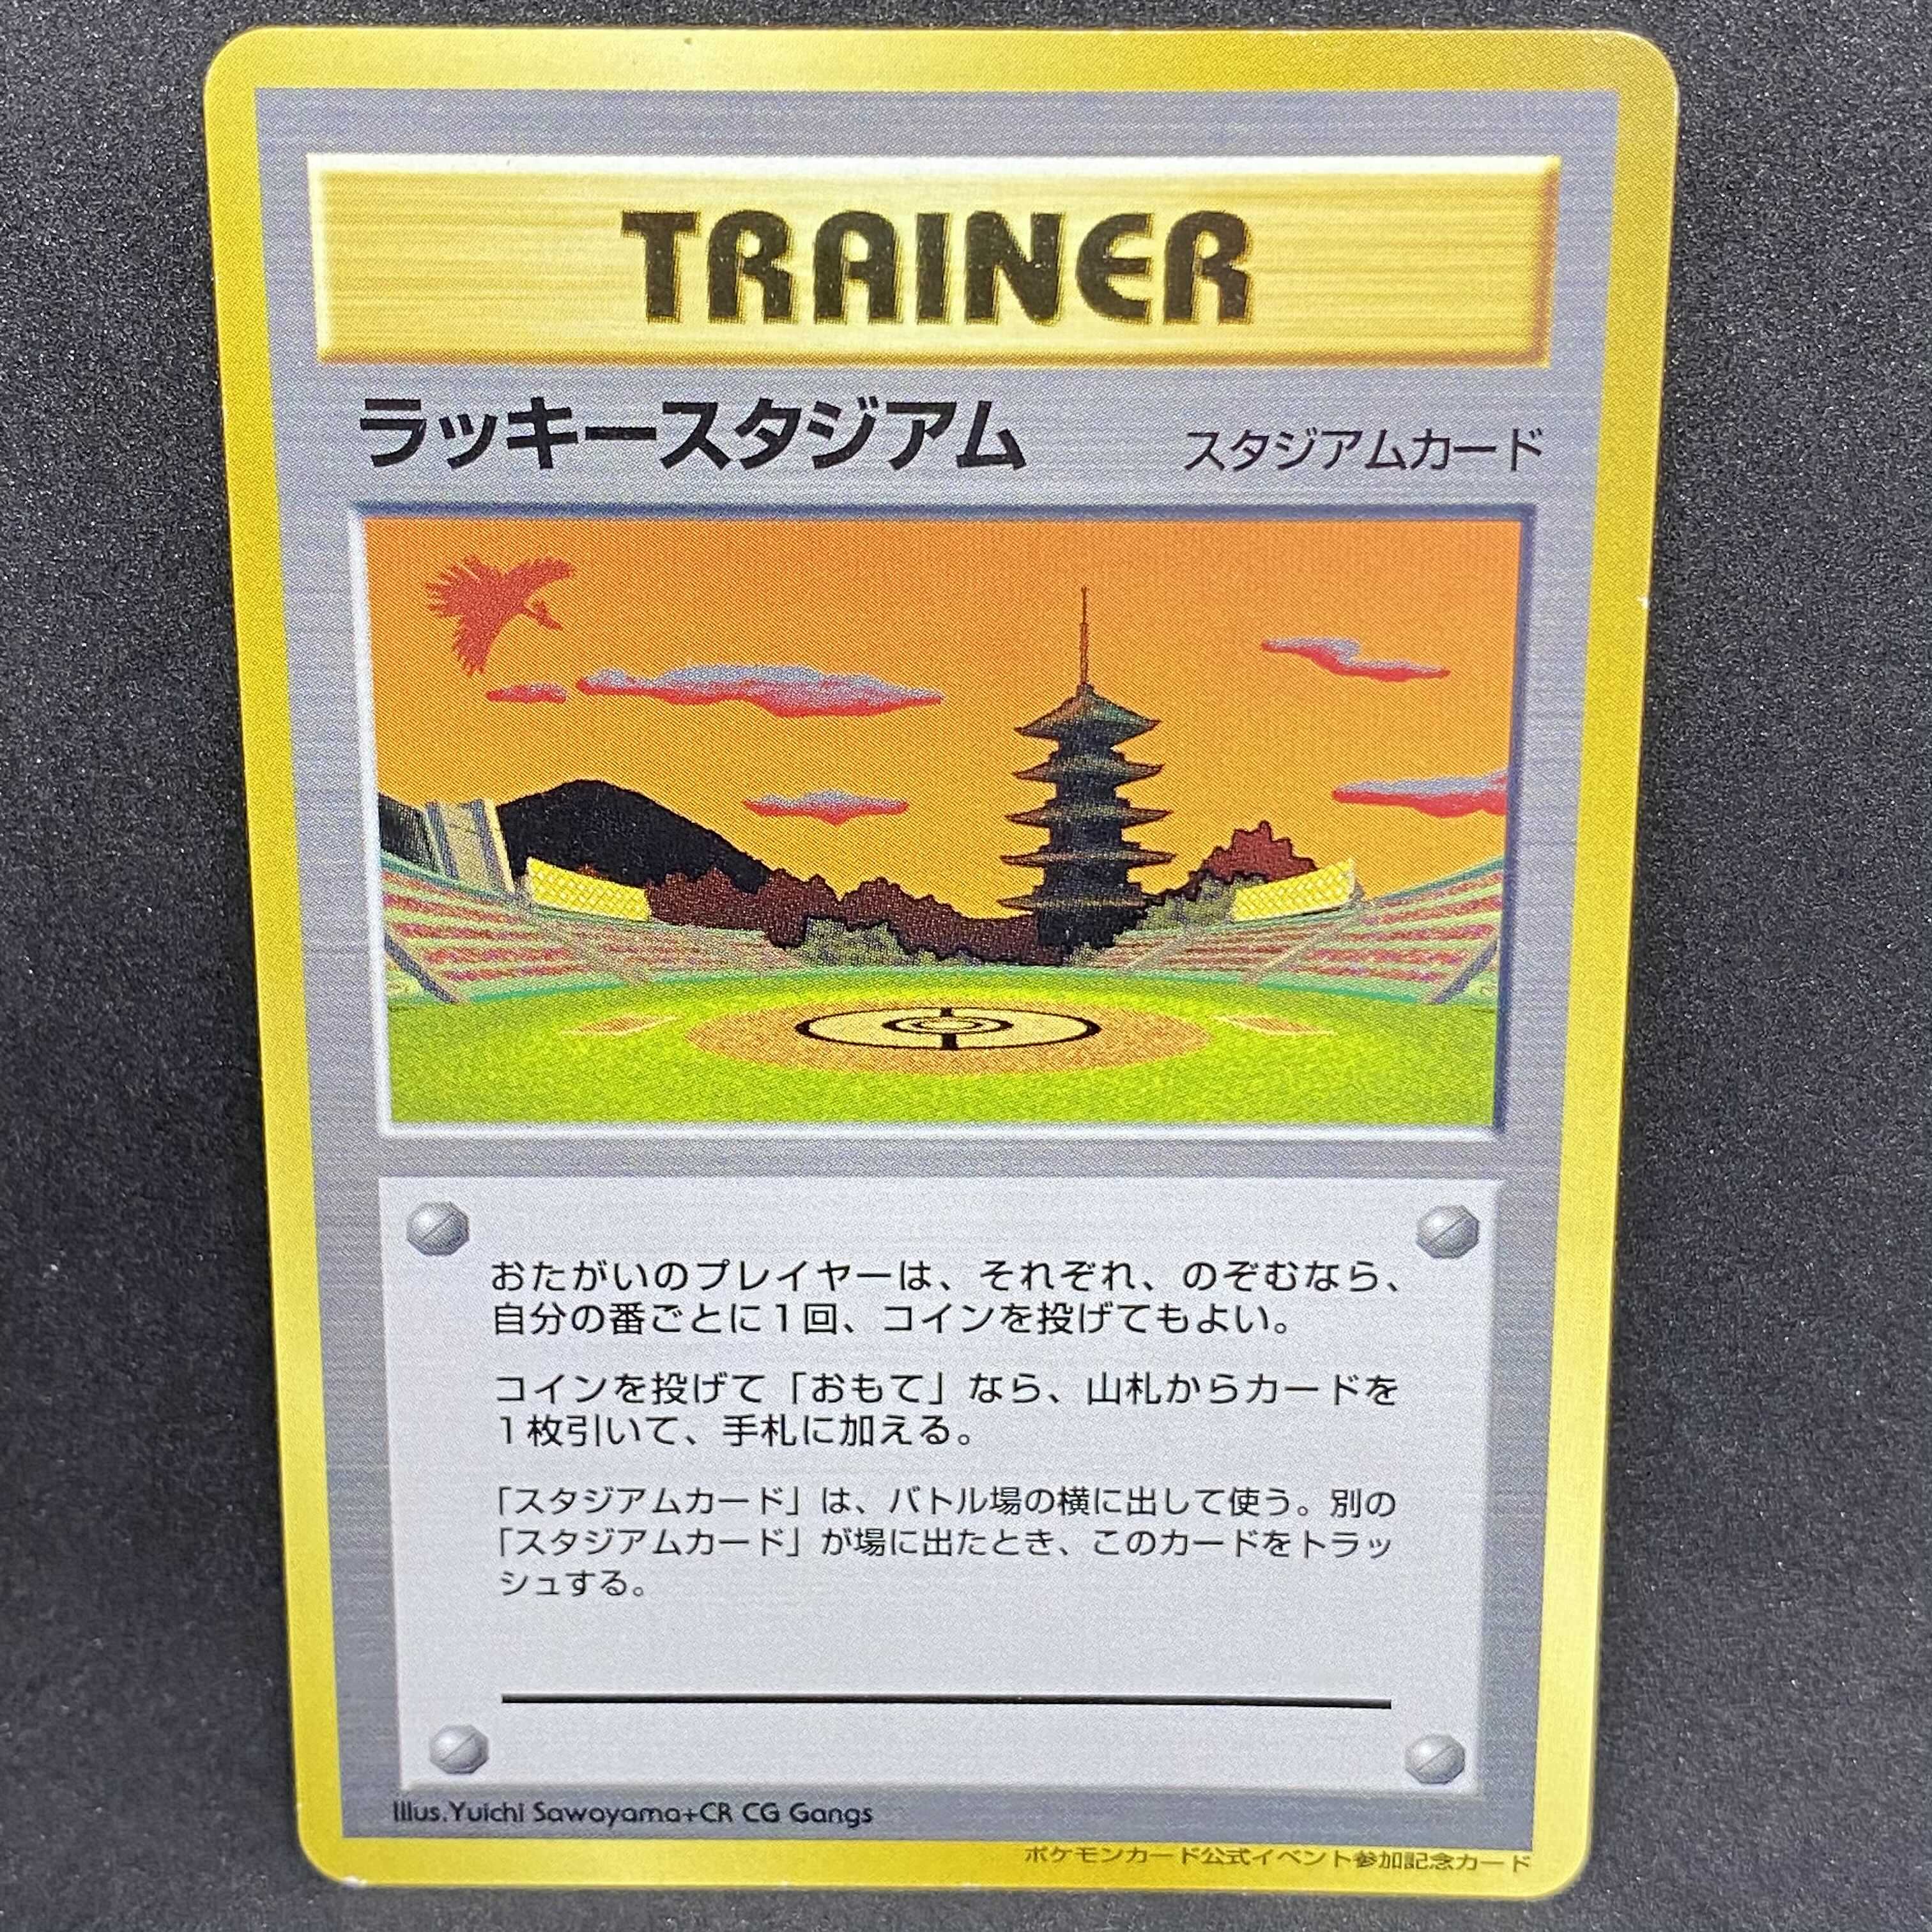 TRAINER
ラッキースタジアム
スタジアムカード
おたがいのプレイヤーは、それぞれ、のぞむなら、
自分の番ごとに1回、コインを投げてもよい。
コインを投げて「おもて」なら、山札からカードを
1枚引いて、手札に加える。
「スタジアムカード」は、バトル場の横に出して使う。別の
「スタジアムカード」が場に出たとき、このカードをトラッ
シュする。
Illus.Yuichi Sawayama+CR CG Gangs
ポケモンカード公式イベント参加記念カード